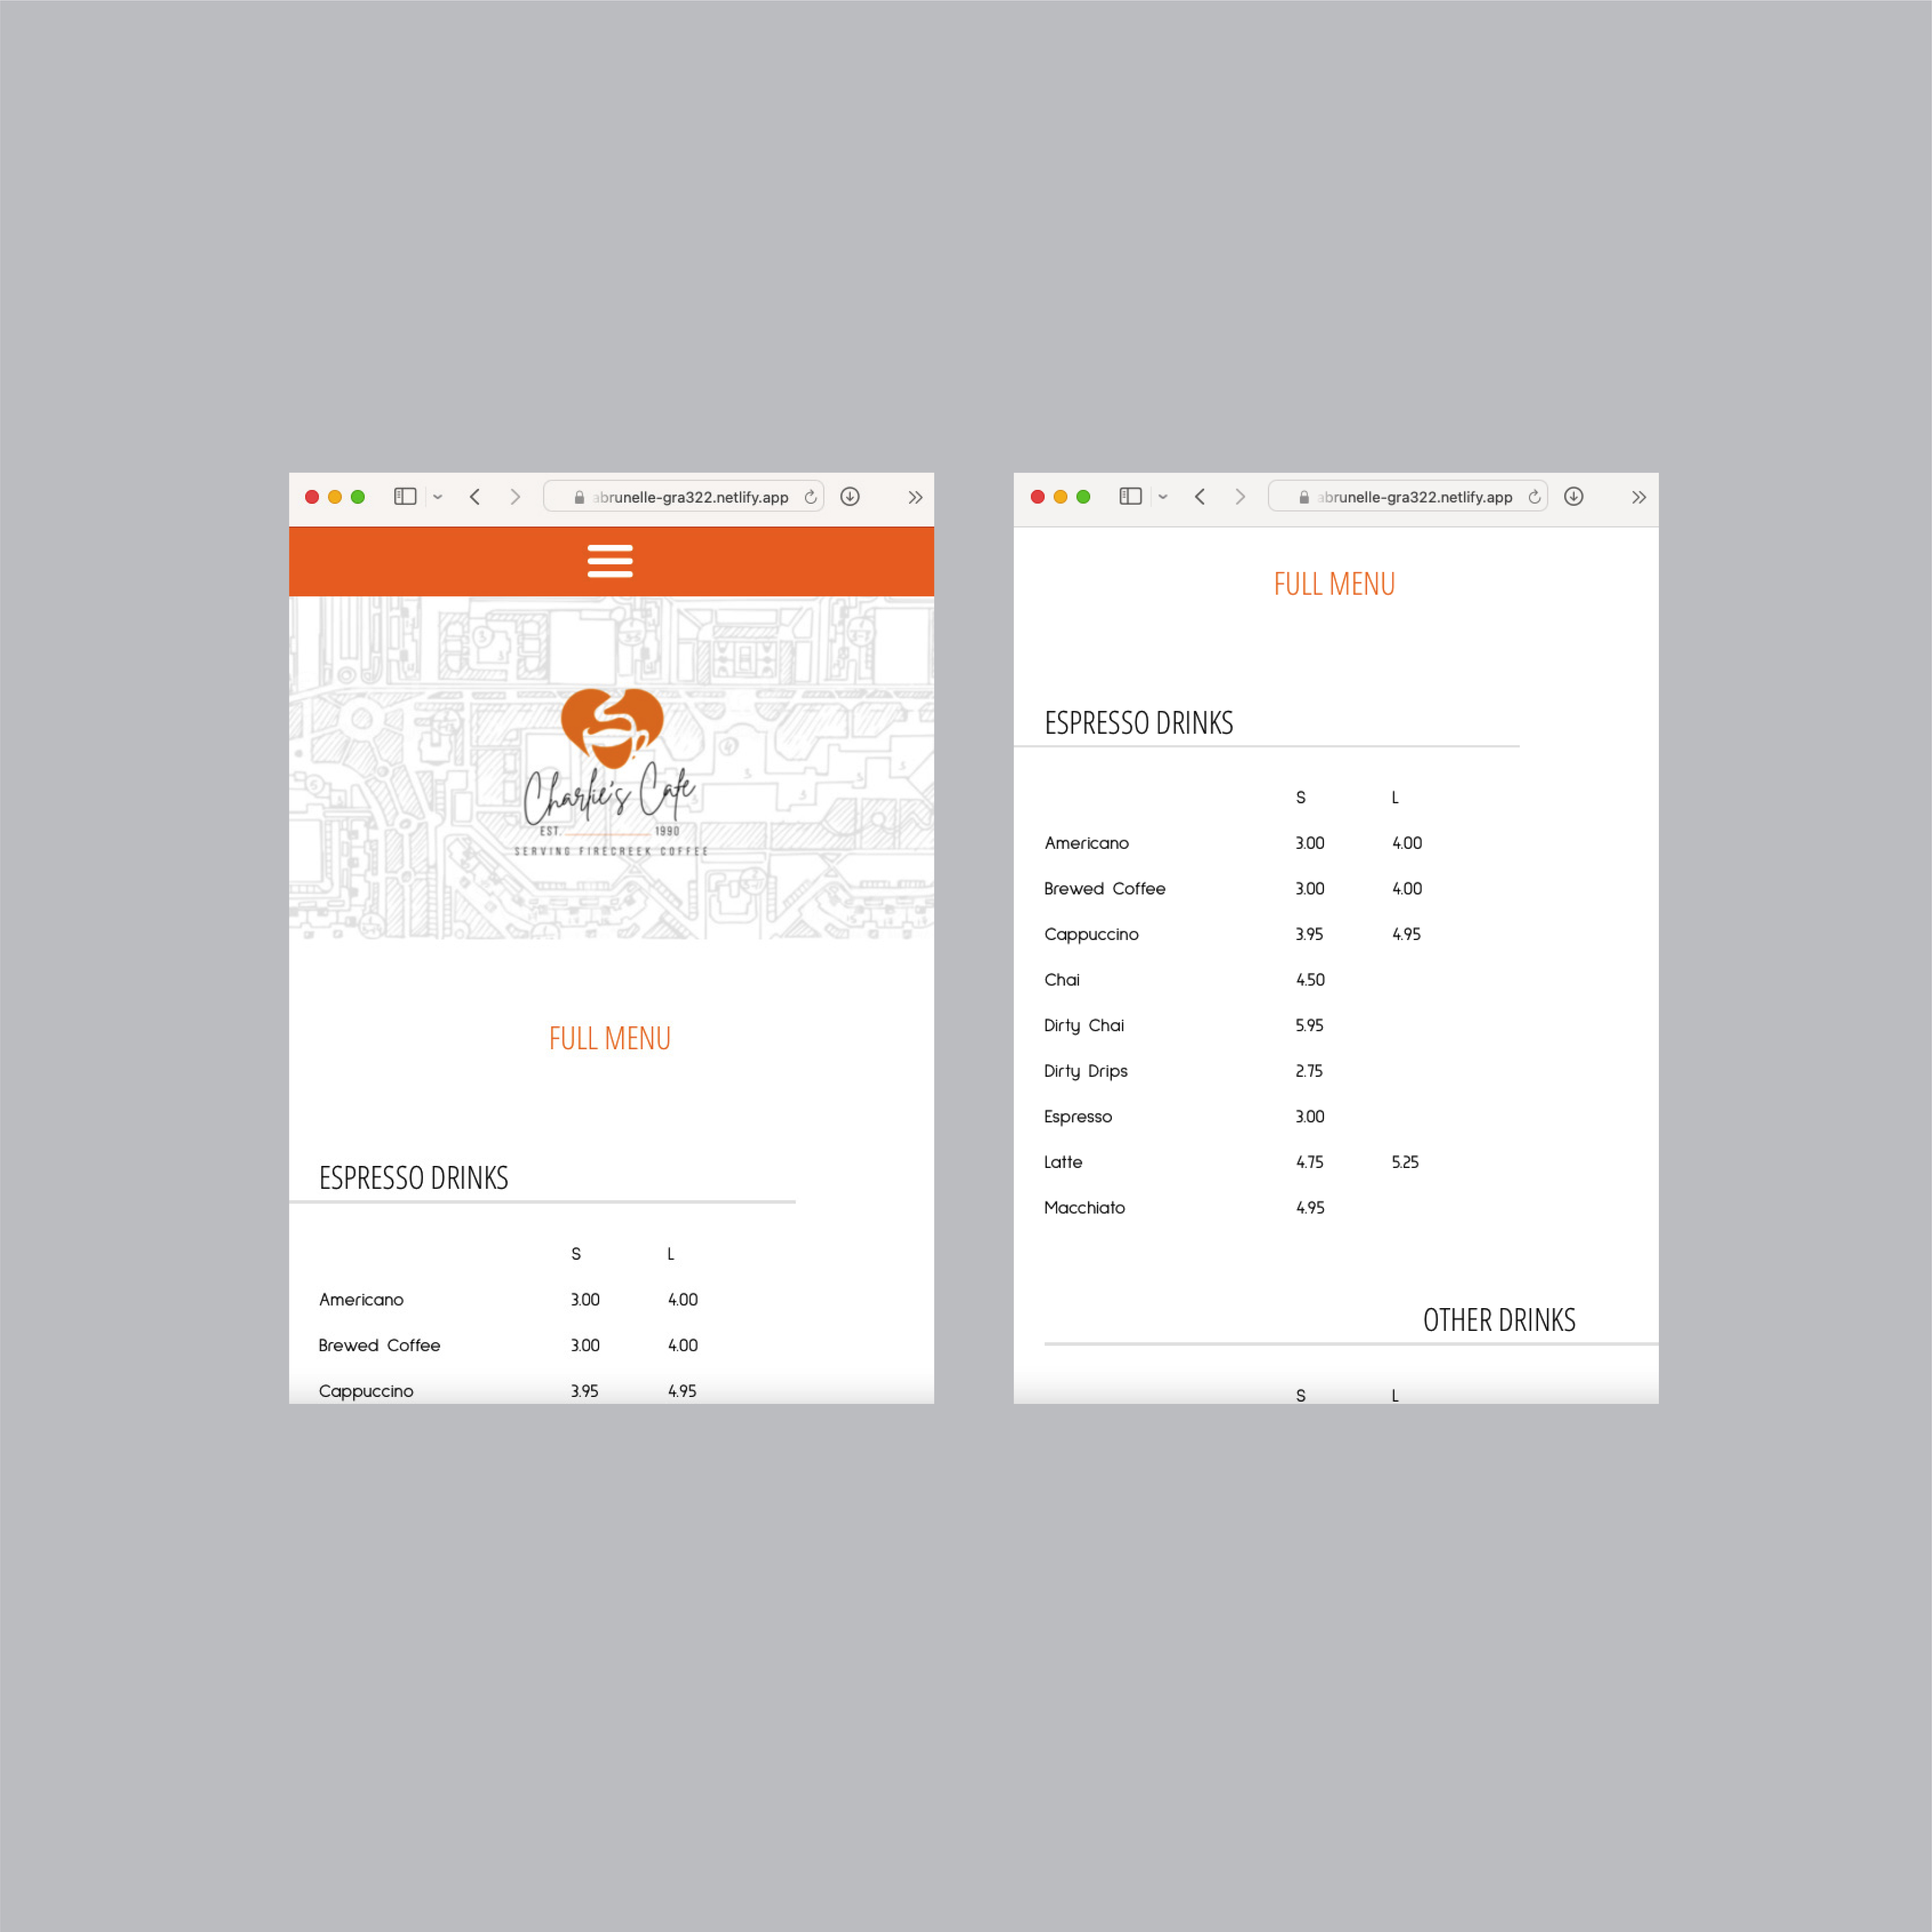 abrunelle-gra322.netlify.app
Charlie's Cafe
EST. 1990
SERVING FIRECREEK COFFEE
FULL MENU
ESPRESSO DRINKS
S L
Americano 3.00 4.00
Brewed Coffee 3.00 4.00
Cappuccino 3.95 4.95
abrunelle-gra322.netlify.app
FULL MENU
ESPRESSO DRINKS
S L
Americano 3.00 4.00
Brewed Coffee 3.00 4.00
Cappuccino 3.95 4.95
Chai 4.50
Dirty Chai 5.95
Dirty Drips 2.75
Espresso 3.00
Latte 4.75 5.25
Macchiato 4.95
OTHER DRINKS
S L